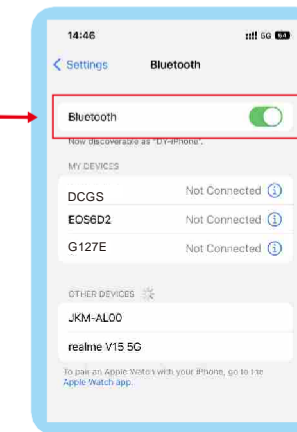 14:46
5G 64
Settings Bluetooth
Bluetooth
Now discoverable as "DY-iPhone".
MY DEVICES
DCGS Not Connected
EOS6D2 Not Connected
G127E Not Connected
OTHER DEVICES
JKM-AL00
realme V15 5G
To pair an Apple Watch with your iPhone, go to the
Apple Watch app.